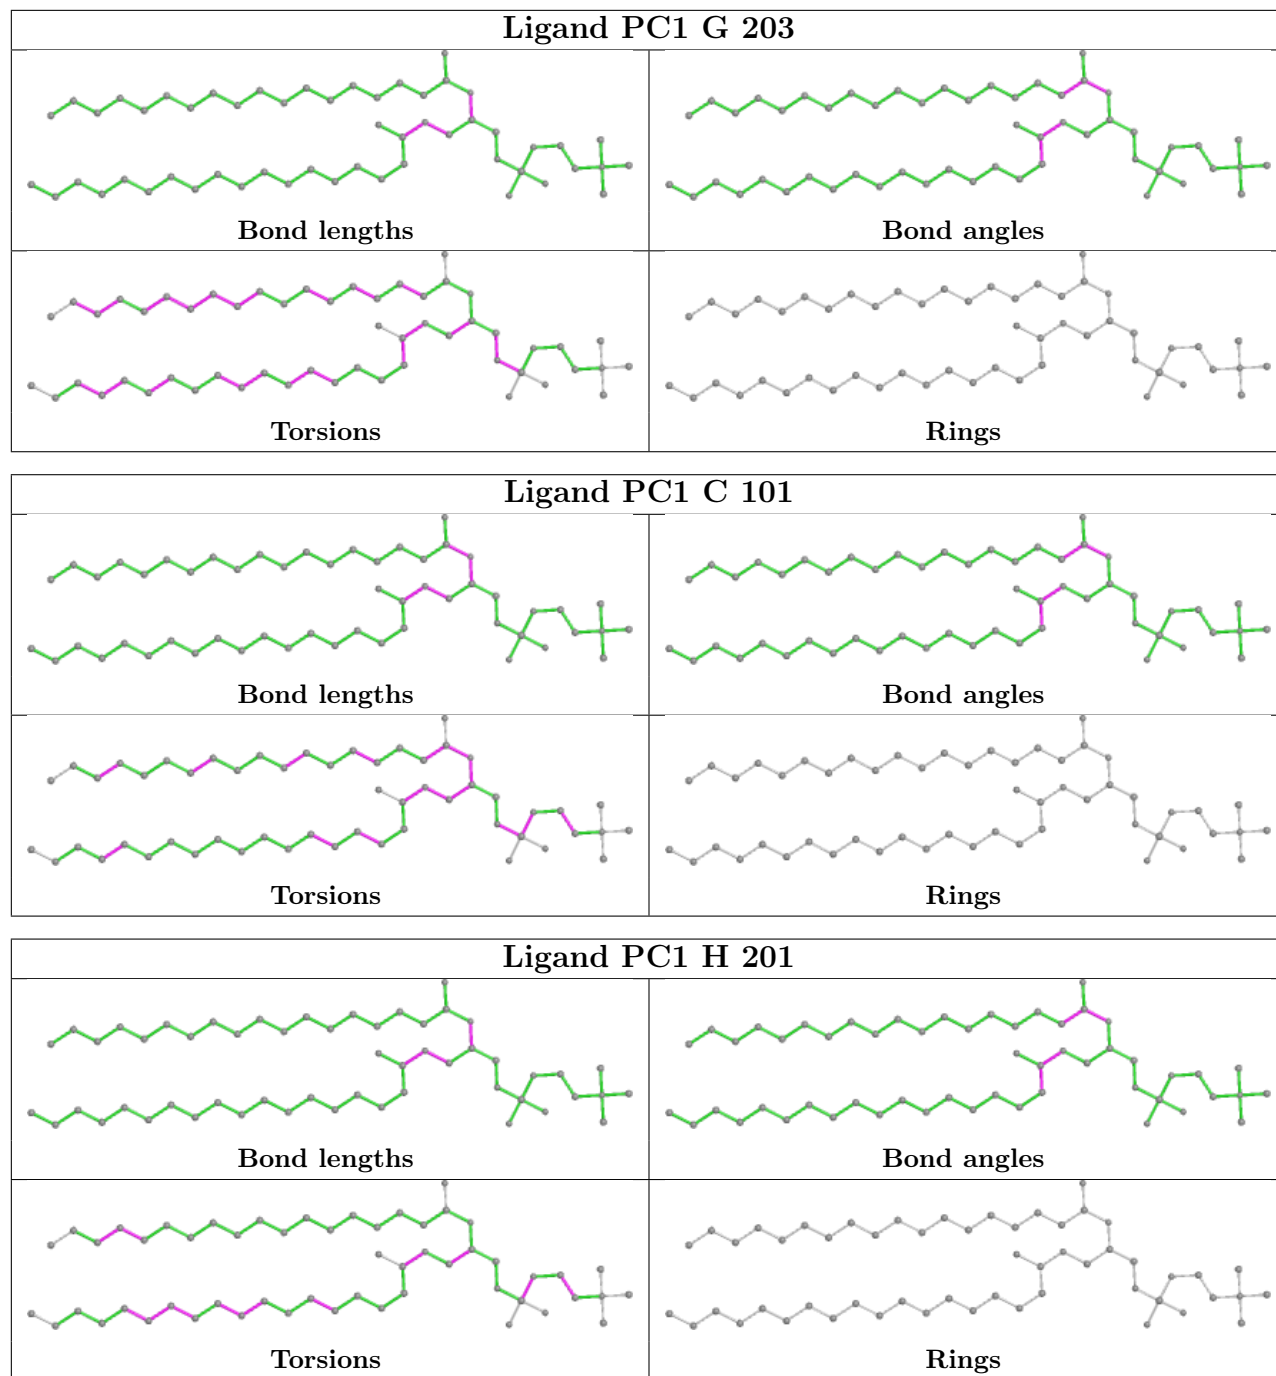 Ligand PC1 G 203
Bond lengths
Bond angles
Torsions
Rings
Ligand PC1 C 101
Bond lengths
Bond angles
Torsions
Rings
Ligand PC1 H 201
Bond lengths
Bond angles
Torsions
Rings